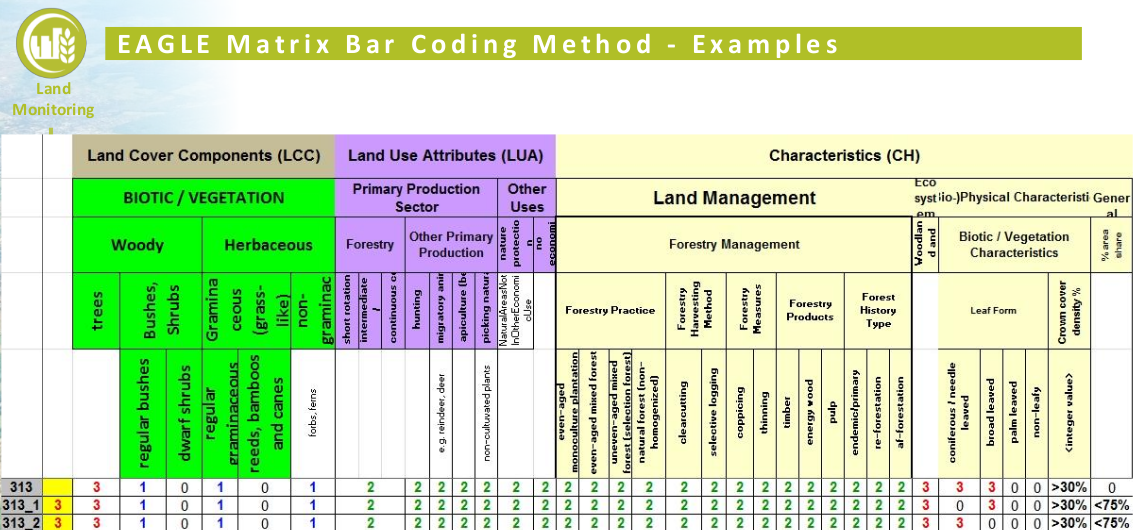 EAGLE Matrix Bar Coding Method - Examples
Land
Monitoring
Land Cover Components (LCC) Land Use Attributes (LUA) Characteristics (CH)
BIOTIC / VEGETATION
Primary Production
Sector
Other
Uses
Land Management
Eco
syst
em
io-)Physical Characteristi
Gener
al
Woody
Herbaceous
Forestry
Other Primary
Production
nature
protectio
n
no
economi
Forestry Management
Woodlan
d and
Biotic / Vegetation
Characteristics
% area
share
trees
Bushes,
Shrubs
Gramina
ceous
(grass-
like)
non-
graminac
short rotation
intermediate
/
continuous c
hunting
migratory anir
apiculture (be
picking natura
NaturalAreasNot
InOtherEconomi
cUse
Forestry Practice
Forestry
Harvesting
Method
Forestry
Measures
Forestry
Products
Forest
History
Type
Leaf Form
Crown cover
density %
regular bushes
dwarf shrubs
regular
graminaceous
reeds, bamboos
and canes
forbs, ferns
e.g. reindeer, deer
non-cultivated plants
even-aged
monoculture plantation
even-aged mixed forest
uneven-aged mixed
forest (selection forest)
natural forest (non-
homogenized)
clearcutting
selective logging
coppicing
thinning
timber
energy wood
pulp
endemic/primary
re-forestation
af-forestation
coniferous / needle
leaved
broad leaved
palm leaved
non-leafy
<integer value>
313 3 1 0 1 0 1 2 2 2 2 2 2 2 2 2 2 2 2 2 2 2 2 2 2 2 2 2 3 3 3 0 0 >30% 0
313_1 3 3 1 0 1 0 1 2 2 2 2 2 2 2 2 2 2 2 2 2 2 2 2 2 2 2 2 2 3 0 3 0 0 >30% <75%
313_2 3 3 1 0 1 0 1 2 2 2 2 2 2 2 2 2 2 2 2 2 2 2 2 2 2 2 2 2 3 3 0 0 0 >30% <75%